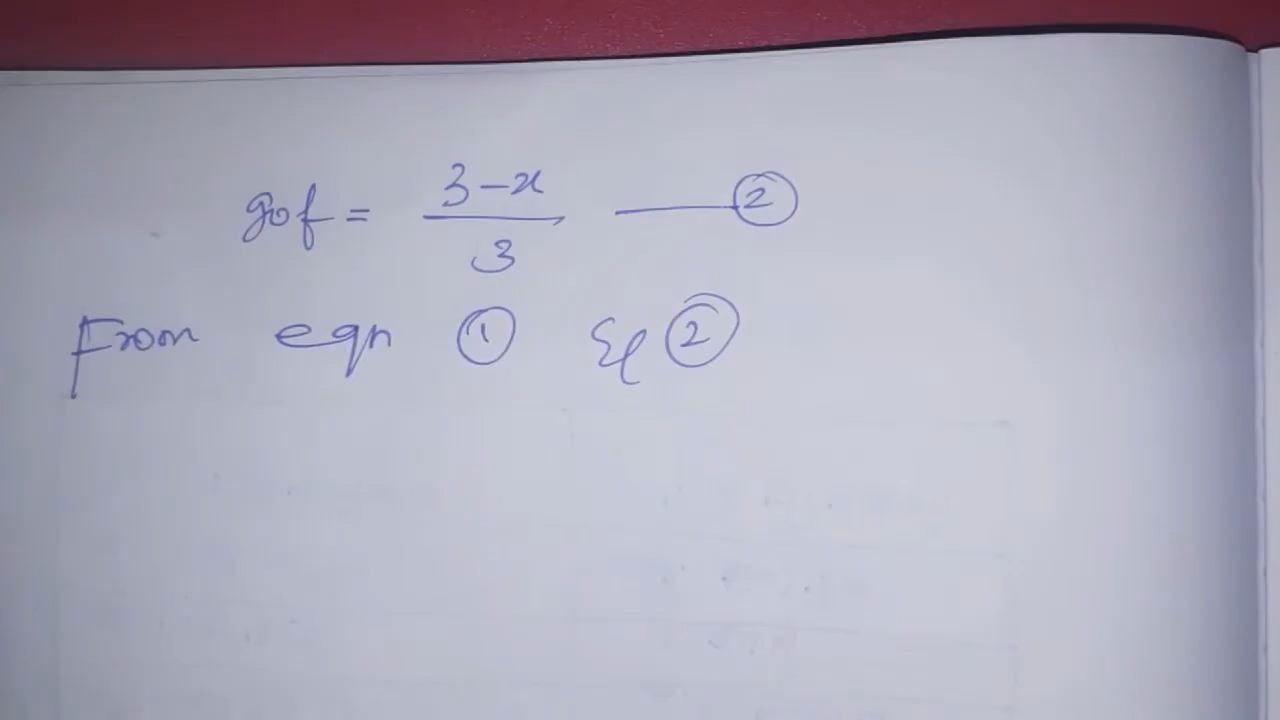 gof = 3-x / 3 —— ②
From eqn ① & ②